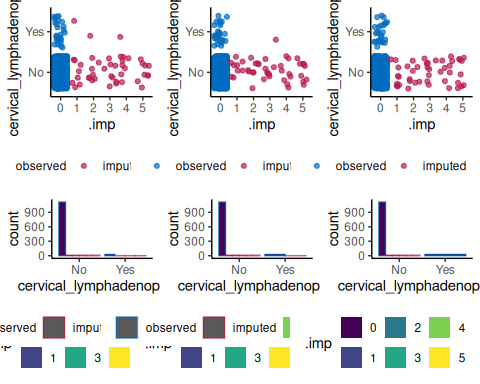 cervical_lymphadenop cervical_lymphadenop cervical_lymphadenop
Yes Yes Yes
No No No
0 1 2 3 4 5 0 1 2 3 4 5 0 1 2 3 4 5
.imp .imp .imp
observed imput observed imput observed imputed
count count count
900 900 900
600 600 600
300 300 300
0 0 0
No Yes No Yes No Yes
cervical_lymphadenop cervical_lymphadenop cervical_lymphadenop
served imput observed imputed 0 2 4
.imp
1 3 1 3 1 3 5